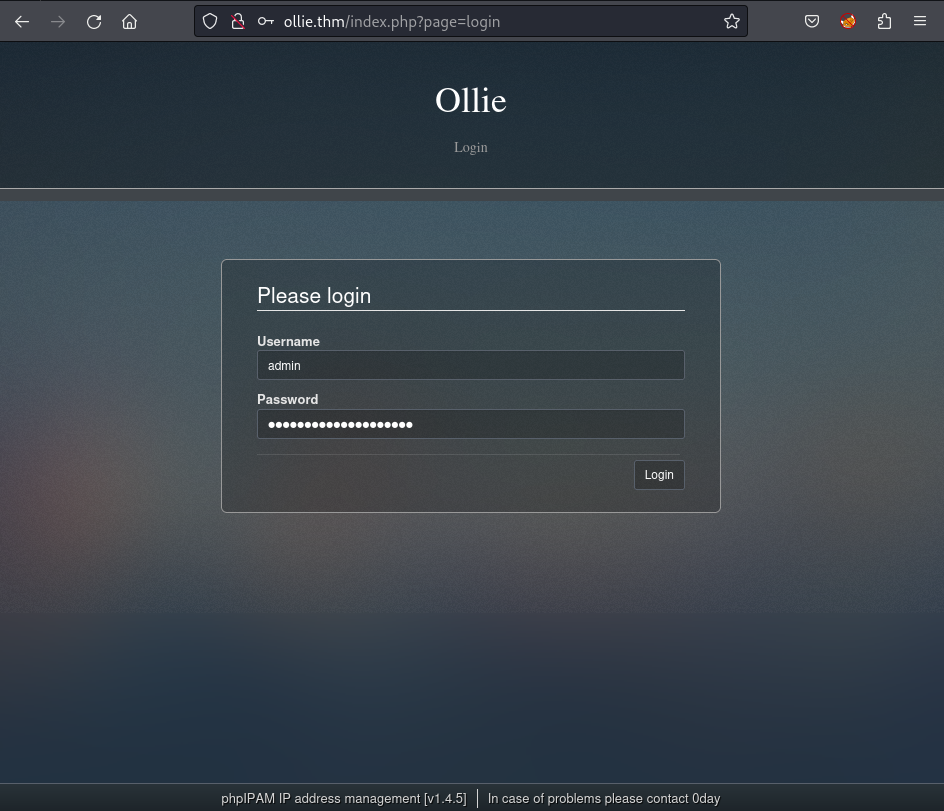 ollie.thm/index.php?page=login
Ollie
Login
Please login
Username
admin
Password
●●●●●●●●●●●●●●●●●●●●
Login
phpIPAM IP address management [v1.4.5] | In case of problems please contact 0day